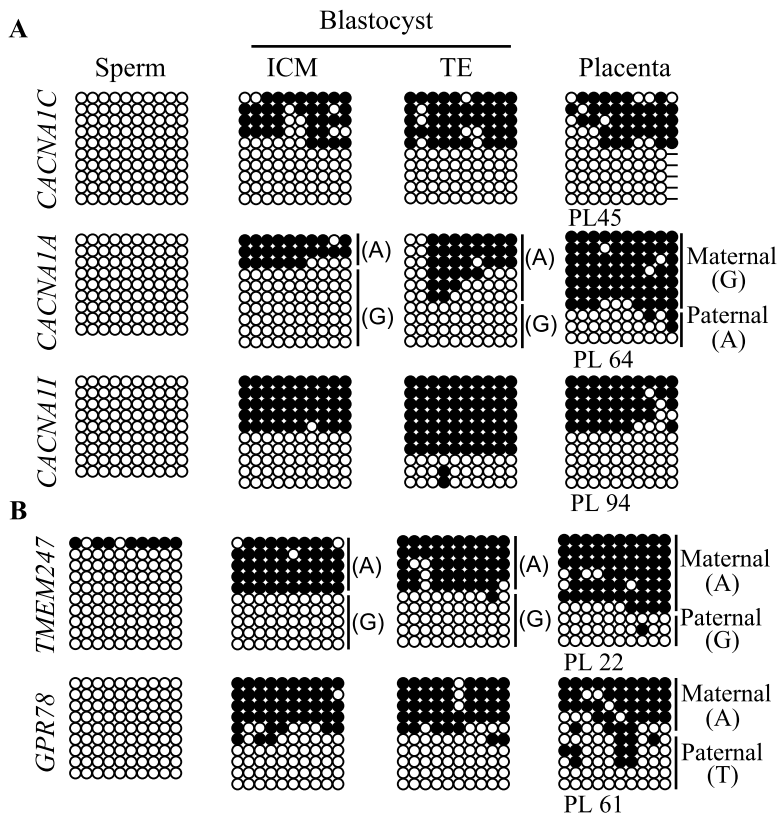 A
Blastocyst
Sperm ICM TE Placenta
CACNA1C
PL45
CACNA1A
(A) (A) Maternal
(G)
(G) (G) Paternal
(A)
PL 64
CACNA1I
PL 94
B
TMEM247
(A) (A) Maternal
(A)
(G) (G) Paternal
(G)
PL 22
GPR78
Maternal
(A)
Paternal
(T)
PL 61